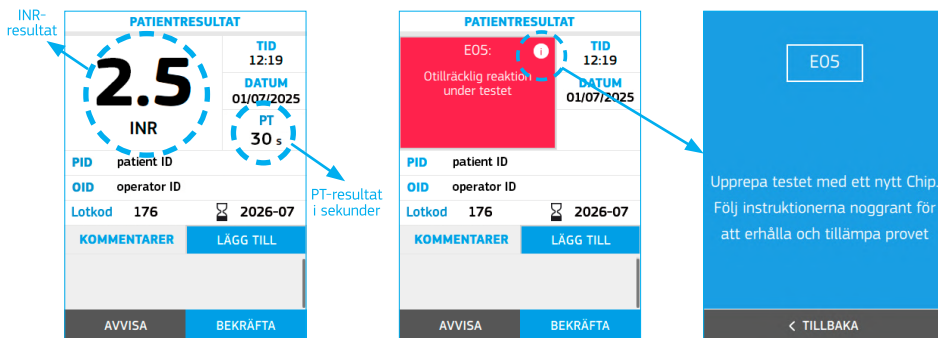 INR-
resultat
PATIENTRESULTAT
2.5
INR
TID
12:19
DATUM
01/07/2025
PT
30 s
PID patient ID
OID operator ID
Lotkod 176 2026-07
KOMMENTARER LÄGG TILL
AVVISA BEKRÄFTA
PT-resultat
i sekunder
PATIENTRESULTAT
E05:
i
Otillräcklig reaktion
under testet
TID
12:19
DATUM
01/07/2025
PID patient ID
OID operator ID
Lotkod 176 2026-07
KOMMENTARER LÄGG TILL
AVVISA BEKRÄFTA
E05
Upprepa testet med ett nytt Chip.
Följ instruktionerna noggrant för
att erhålla och tillämpa provet
< TILLBAKA